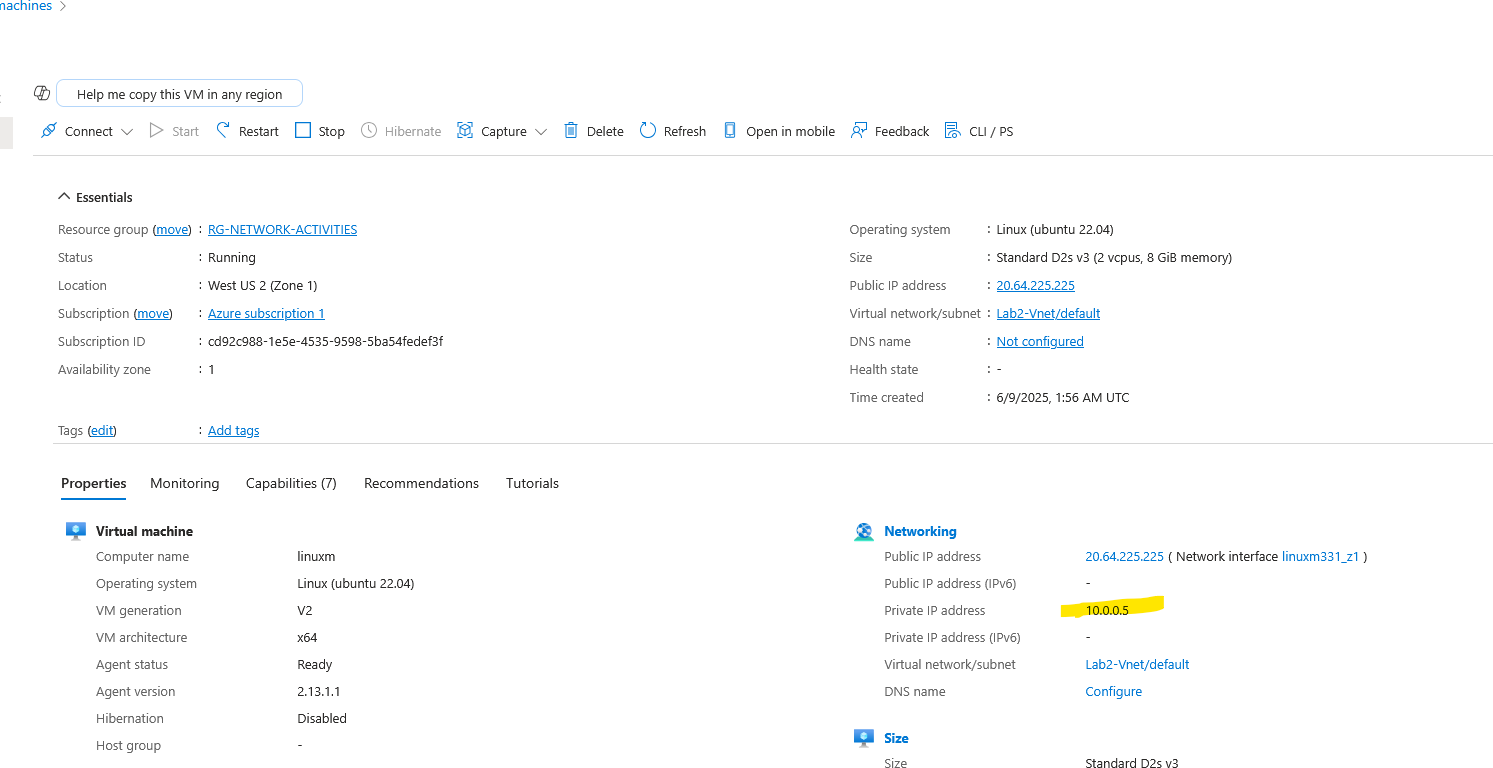 machines >
Help me copy this VM in any region
Connect Start Restart Stop Hibernate Capture Delete Refresh Open in mobile Feedback CLI / PS
Essentials
Resource group (move) : RG-NETWORK-ACTIVITIES
Status : Running
Location : West US 2 (Zone 1)
Subscription (move) : Azure subscription 1
Subscription ID : cd92c988-1e5e-4535-9598-5ba54fedef3f
Availability zone : 1
Operating system : Linux (ubuntu 22.04)
Size : Standard D2s v3 (2 vcpus, 8 GiB memory)
Public IP address : 20.64.225.225
Virtual network/subnet : Lab2-Vnet/default
DNS name : Not configured
Health state : -
Time created : 6/9/2025, 1:56 AM UTC
Tags (edit) : Add tags
Properties Monitoring Capabilities (7) Recommendations Tutorials
Virtual machine
Computer name linuxm
Operating system Linux (ubuntu 22.04)
VM generation V2
VM architecture x64
Agent status Ready
Agent version 2.13.1.1
Hibernation Disabled
Host group -
Networking
Public IP address 20.64.225.225 ( Network interface linuxm331_z1 )
Public IP address (IPv6) -
Private IP address 10.0.0.5
Private IP address (IPv6) -
Virtual network/subnet Lab2-Vnet/default
DNS name Configure
Size
Size Standard D2s v3